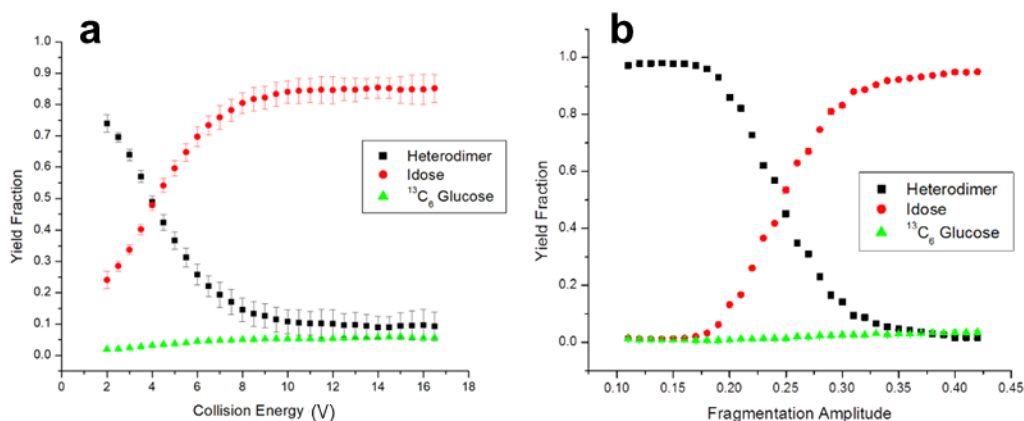 a
1.0
0.9
0.8
0.7
0.6
0.5
0.4
0.3
0.2
0.1
0.0
0 2 4 6 8 10 12 14 16 18
Yield Fraction
Collision Energy (V)
Heterodimer
Idose
¹³C₆ Glucose
b
1.0
0.8
0.6
0.4
0.2
0.0
0.10 0.15 0.20 0.25 0.30 0.35 0.40 0.45
Yield Fraction
Fragmentation Amplitude
Heterodimer
Idose
¹³C₆ Glucose